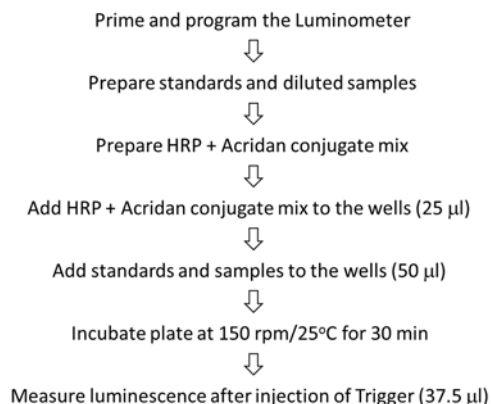 Prime and program the Luminometer
Prepare standards and diluted samples
Prepare HRP + Acridan conjugate mix
Add HRP + Acridan conjugate mix to the wells (25 µl)
Add standards and samples to the wells (50 µl)
Incubate plate at 150 rpm/25°C for 30 min
Measure luminescence after injection of Trigger (37.5 µl)